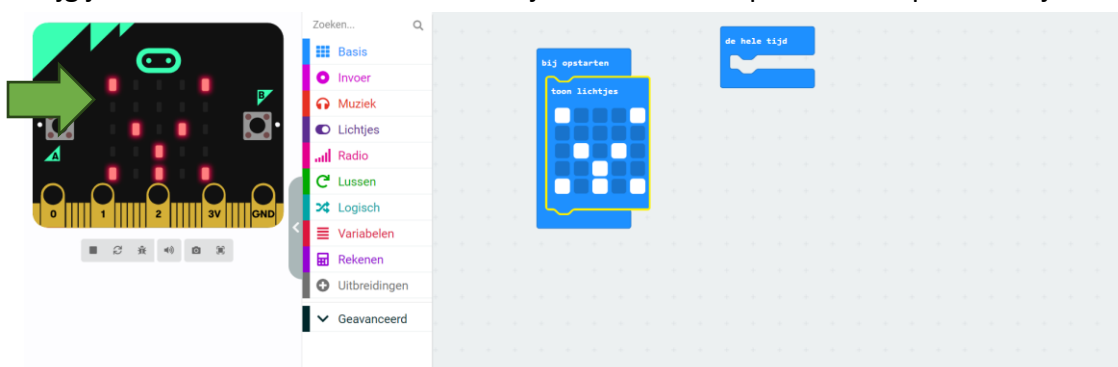 B
A
0 1 2 3V GND
Zoeken...
Basis
Invoer
Muziek
Lichtjes
Radio
Lussen
Logisch
Variabelen
Rekenen
Uitbreidingen
Geavanceerd
bij opstarten
toon lichtjes
de hele tijd